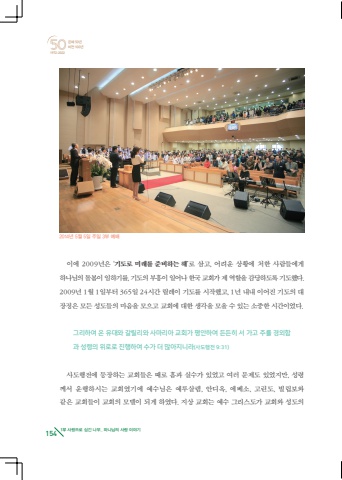 50
2016년 5월 5일 주일 2부 예배
이에 2009년은 '기도로 미래를 준비하는 해'로 삼고, 어려운 상황에 처한 사람들에게
하나님의 돌봄이 임하기를, 기도의 부흥이 일어나 한국 교회가 제 역할을 감당하도록 기도했다.
2009년 1월 1일부터 365일 24시간 릴레이 기도를 시작했고, 1년 내내 이어진 기도의 대
장정은 모든 성도들의 마음을 모으고 교회에 대한 생각을 모을 수 있는 소중한 시간이었다.
그리하여 온 유대와 갈릴리와 사마리아 교회가 평안하여 든든히 서 가고 주를 경외함
과 성령의 위로로 진행하여 수가 더 많아지니라(사도행전 9:31)
사도행전에 등장하는 교회들은 때로 흠과 실수가 있었고 여러 문제도 있었지만, 성령
께서 운행하시는 교회였기에 예수님은 예루살렘, 안디옥, 에베소, 고린도, 빌립보와
같은 교회들이 교회의 모델이 되게 하였다. 지상 교회는 예수 그리스도가 교회와 성도의
154 1부 사랑으로 심긴 나무, 하나님의 사랑 이야기